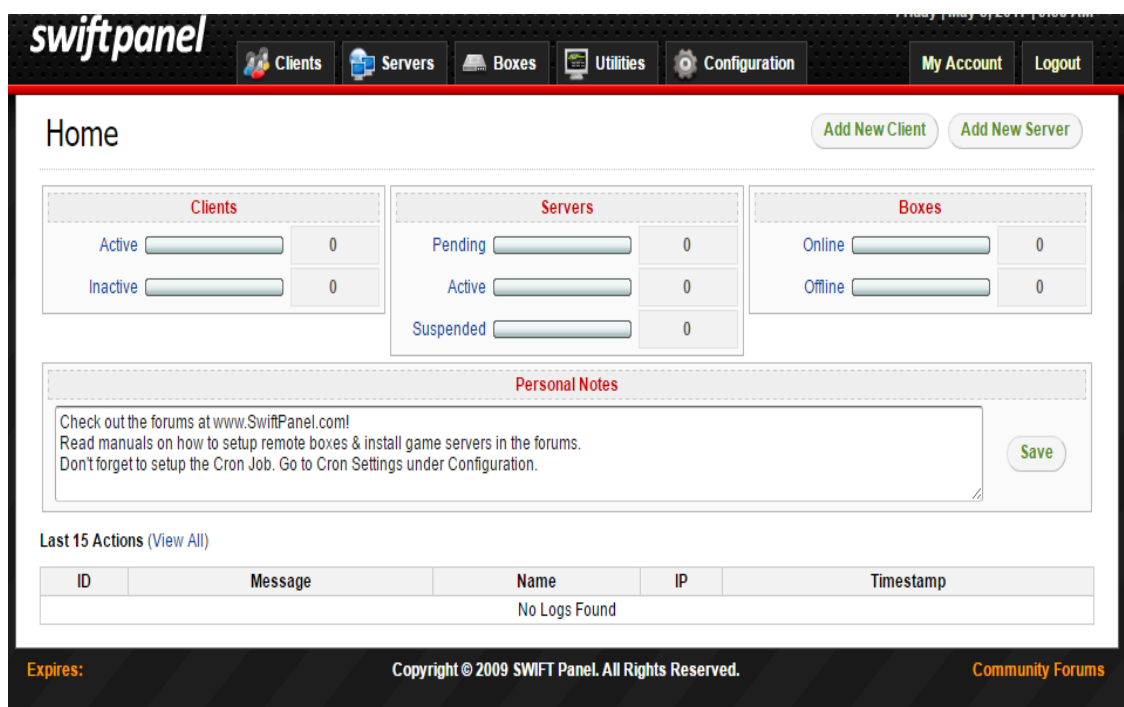 swiftpanel
Clients Servers Boxes Utilities Configuration My Account Logout
Home
Add New Client Add New Server
Clients Servers Boxes
Active 0 Pending 0 Online 0
Inactive 0 Active 0 Offline 0
Suspended 0
Personal Notes
Check out the forums at www.SwiftPanel.com!
Read manuals on how to setup remote boxes & install game servers in the forums.
Don't forget to setup the Cron Job. Go to Cron Settings under Configuration.
Save
Last 15 Actions (View All)
ID Message Name IP Timestamp
No Logs Found
Expires: Copyright © 2009 SWIFT Panel. All Rights Reserved. Community Forums